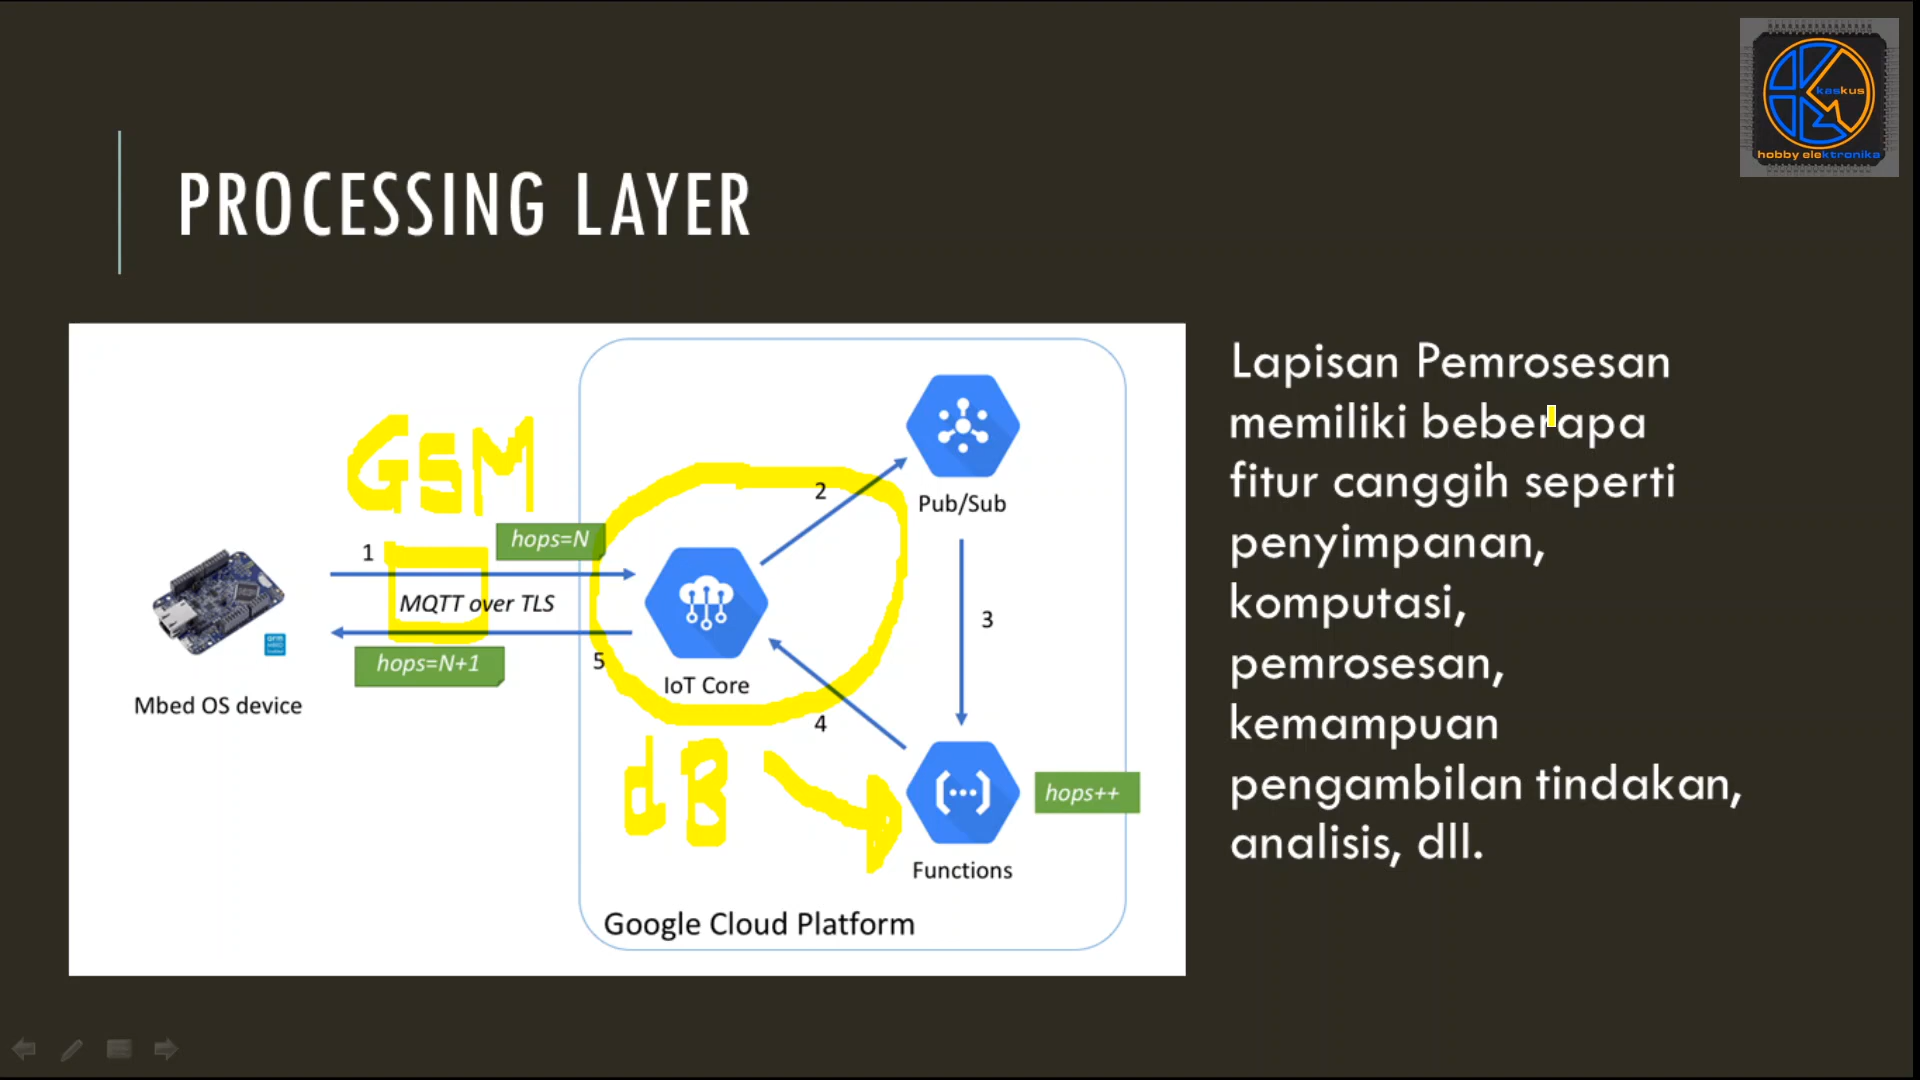 kaskus
hobby elektronika
PROCESSING LAYER
Lapisan Pemrosesan
memiliki beberapa
fitur canggih seperti
penyimpanan,
komputasi,
pemrosesan,
kemampuan
pengambilan tindakan,
analisis, dll.
GSM
1
hops=N
MQTT over TLS
hops=N+1
5
Mbed OS device
IoT Core
2
Pub/Sub
3
4
dB
hops++
Functions
Google Cloud Platform